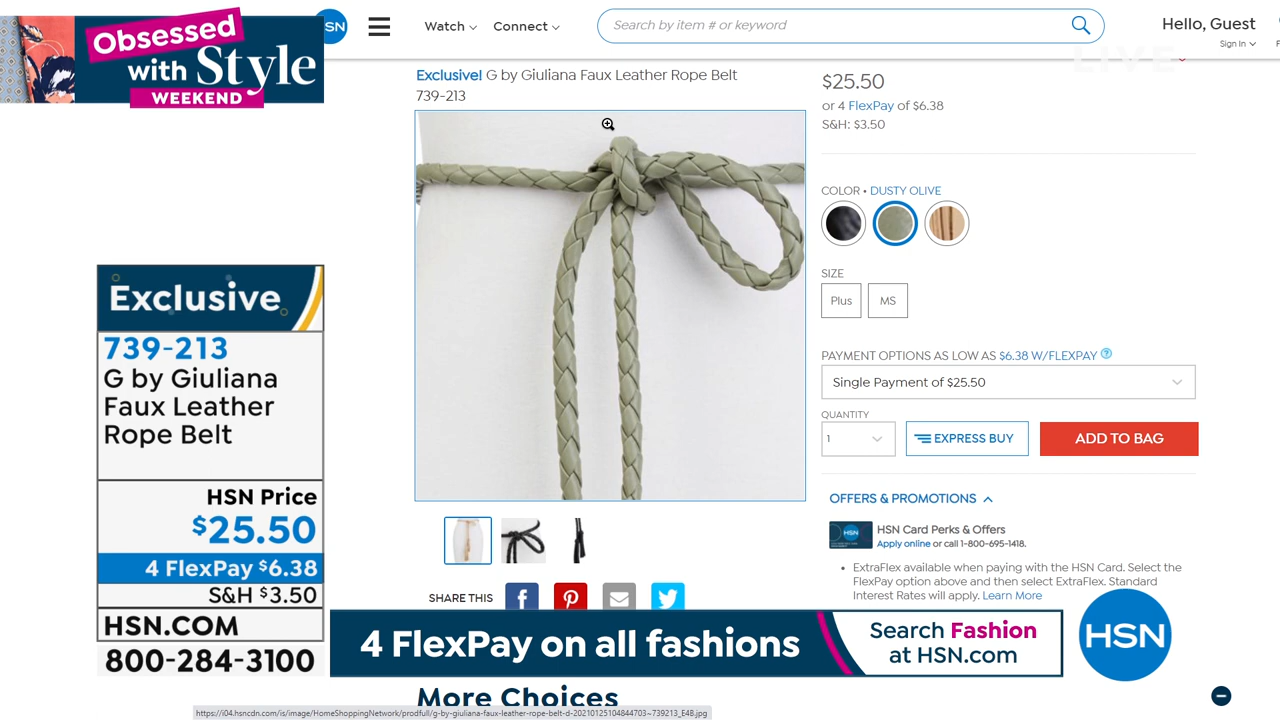 Obsessed
with Style
WEEKEND
SN
Watch
Connect
Search by item # or keyword
Hello, Guest
Sign In
LIVE
Exclusive! G by Giuliana Faux Leather Rope Belt
739-213
$25.50
or 4 FlexPay of $6.38
S&H: $3.50
COLOR • DUSTY OLIVE
SIZE
Plus
MS
PAYMENT OPTIONS AS LOW AS $6.38 W/FLEXPAY ?
Single Payment of $25.50
QUANTITY
1
EXPRESS BUY
ADD TO BAG
OFFERS & PROMOTIONS
HSN
HSN Card Perks & Offers
Apply online or call 1-800-695-1418.
• ExtraFlex available when paying with the HSN Card. Select the
FlexPay option above and then select ExtraFlex. Standard
Interest Rates will apply. Learn More
SHARE THIS
Exclusive
739-213
G by Giuliana
Faux Leather
Rope Belt
HSN Price
$25.50
4 FlexPay $6.38
S&H $3.50
HSN.COM
800-284-3100
4 FlexPay on all fashions
Search Fashion
at HSN.com
HSN
More Choices
https://i04.hsncdn.com/is/image/HomeShoppingNetwork/prodfull/g-by-giuliana-faux-leather-rope-belt-d-20210125104844703~739213_E4B.jpg